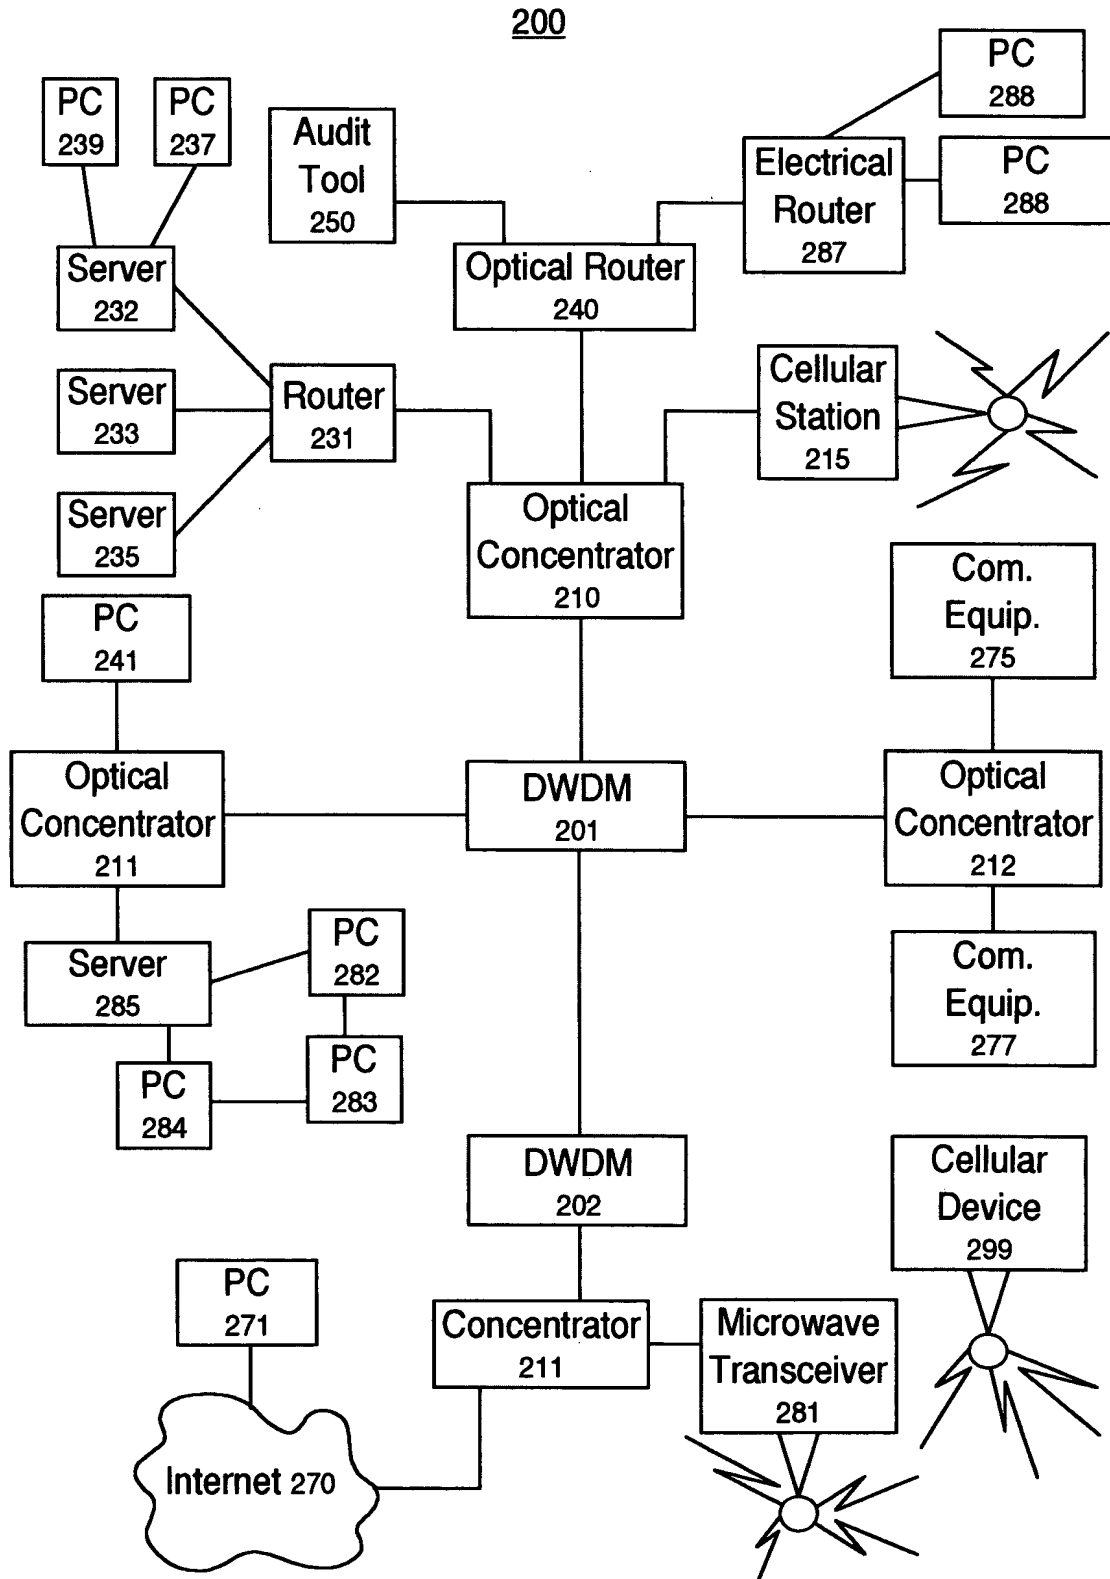 200
PC
239
PC
237
Audit
Tool
250
PC
288
PC
288
Electrical
Router
287
Server
232
Optical Router
240
Server
233
Router
231
Cellular
Station
215
Server
235
Optical
Concentrator
210
Com.
Equip.
275
PC
241
Optical
Concentrator
211
DWDM
201
Optical
Concentrator
212
Server
285
PC
282
PC
283
PC
284
Com.
Equip.
277
DWDM
202
Cellular
Device
299
PC
271
Concentrator
211
Microwave
Transceiver
281
Internet 270